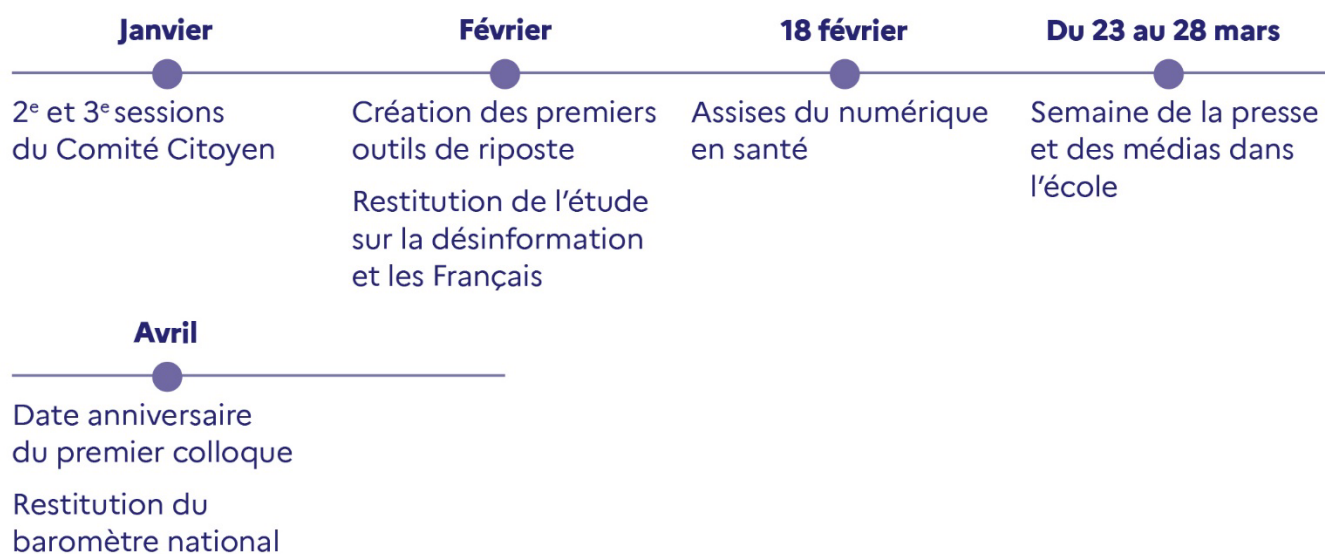 Janvier
2e et 3e sessions
du Comité Citoyen
Février
Création des premiers
outils de riposte
Restitution de l’étude
sur la désinformation
et les Français
18 février
Assises du numérique
en santé
Du 23 au 28 mars
Semaine de la presse
et des médias dans
l’école
Avril
Date anniversaire
du premier colloque
Restitution du
baromètre national